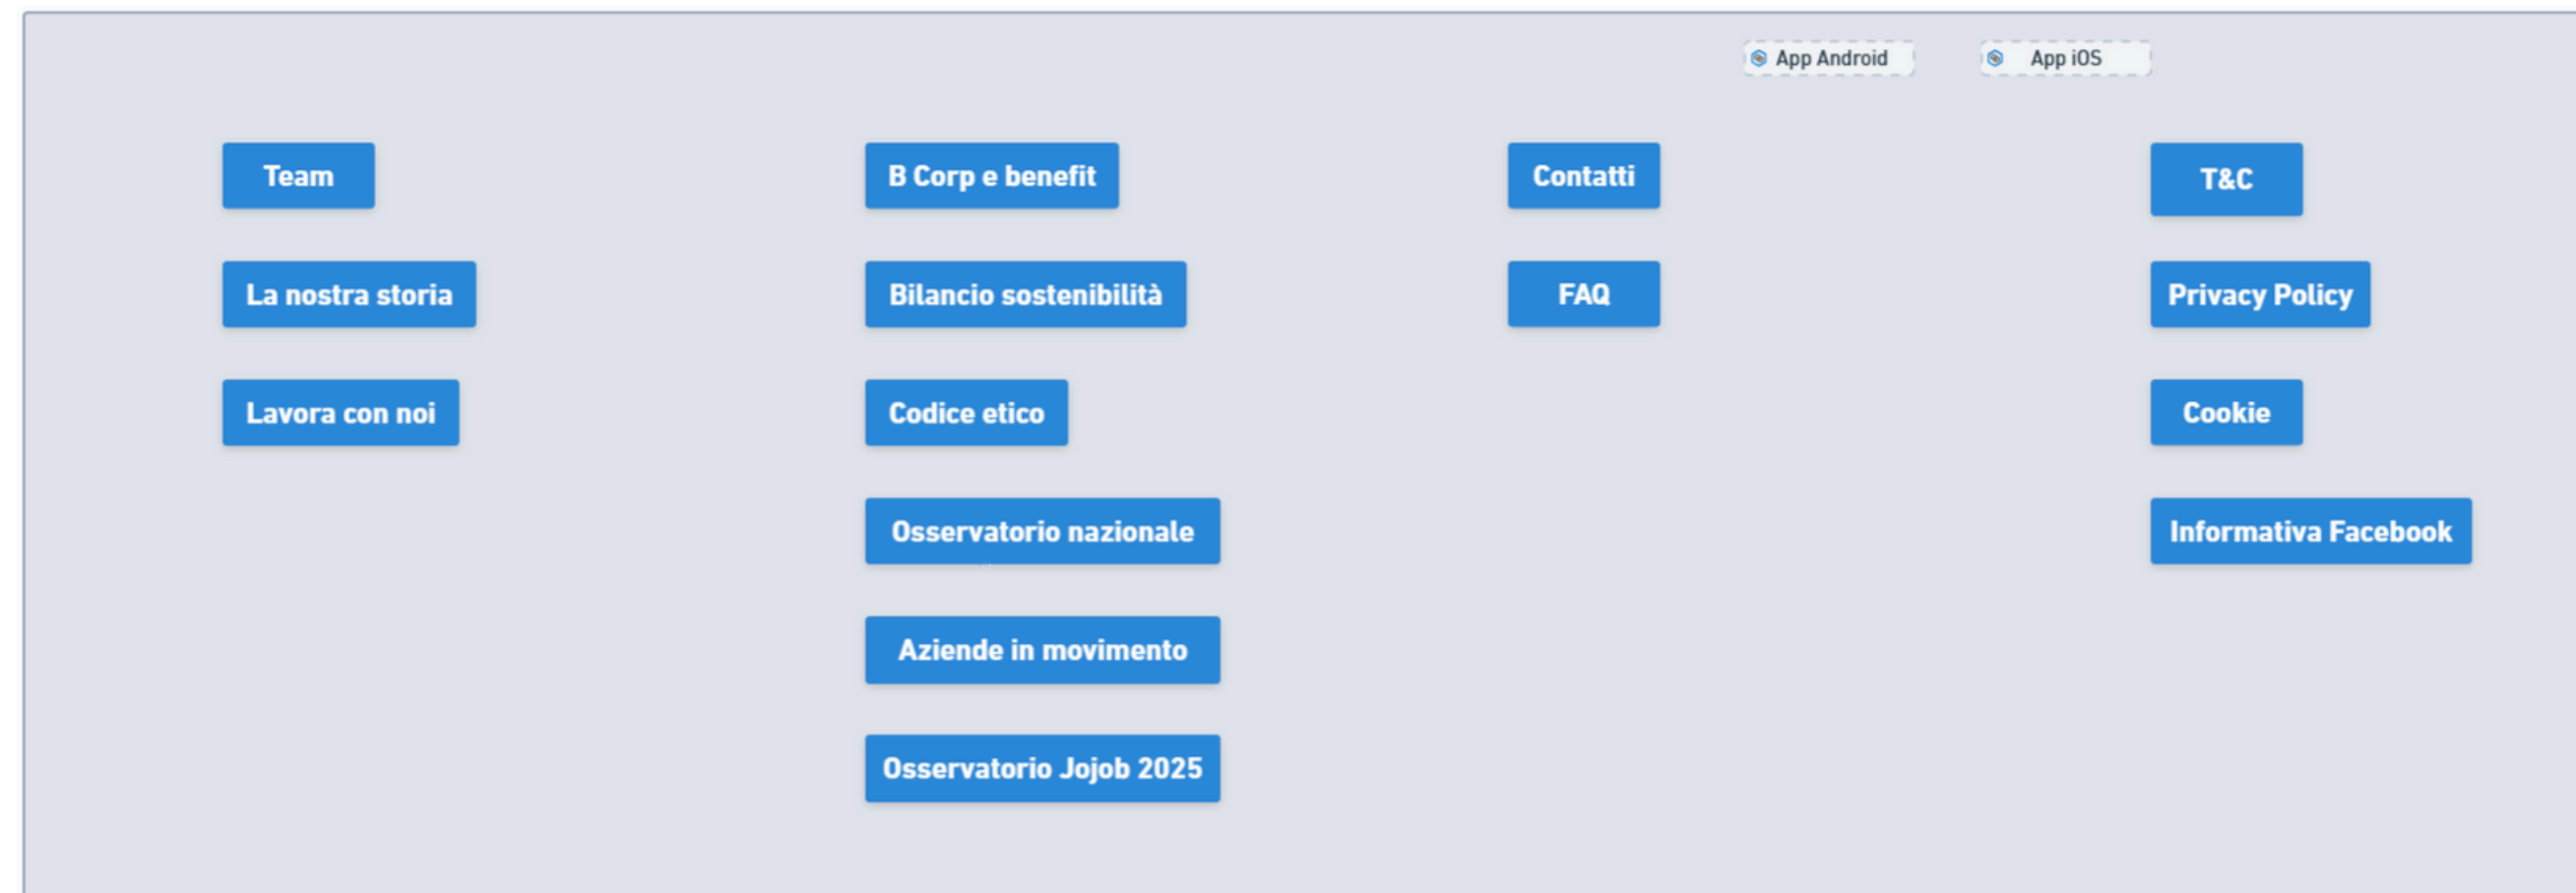 App Android
App iOS
Team
La nostra storia
Lavora con noi
B Corp e benefit
Bilancio sostenibilità
Codice etico
Osservatorio nazionale
Aziende in movimento
Osservatorio Jojob 2025
Contatti
FAQ
T&C
Privacy Policy
Cookie
Informativa Facebook